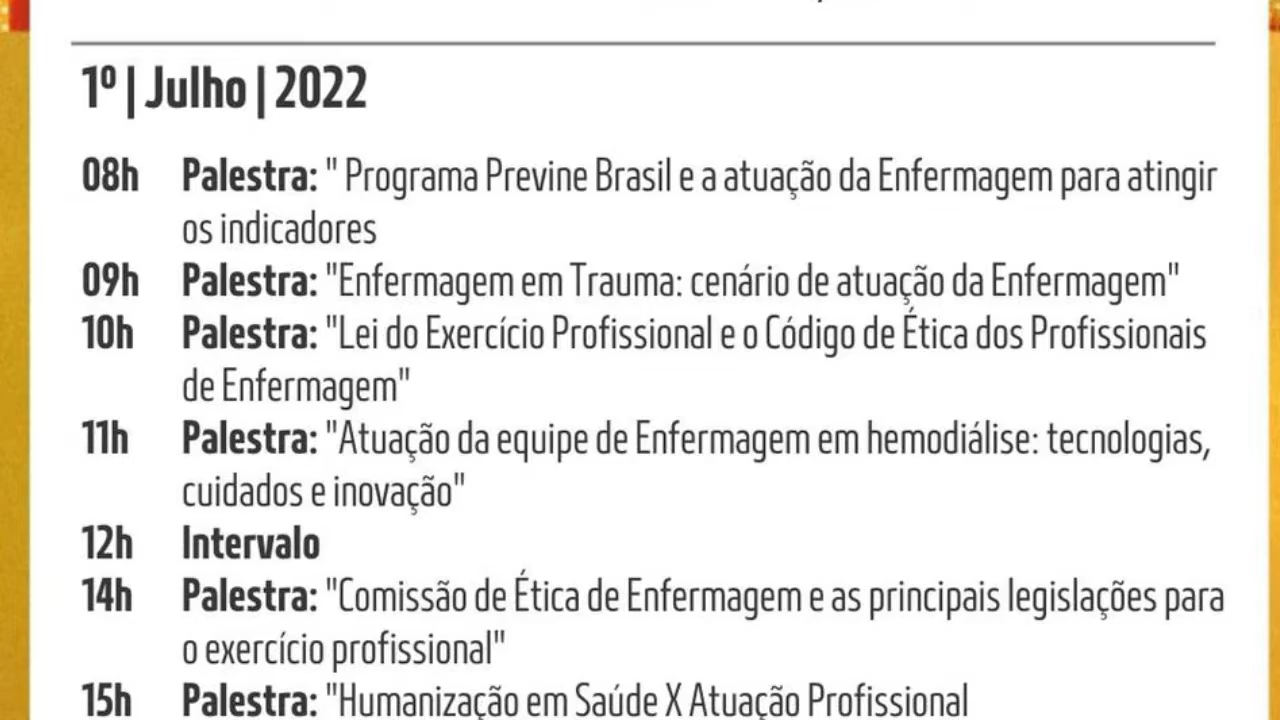 1º | Julho | 2022
08h Palestra: " Programa Previne Brasil e a atuação da Enfermagem para atingir
os indicadores
09h Palestra: "Enfermagem em Trauma: cenário de atuação da Enfermagem"
10h Palestra: "Lei do Exercício Profissional e o Código de Ética dos Profissionais
de Enfermagem"
11h Palestra: "Atuação da equipe de Enfermagem em hemodiálise: tecnologias,
cuidados e inovação"
12h Intervalo
14h Palestra: "Comissão de Ética de Enfermagem e as principais legislações para
o exercício profissional"
15h Palestra: "Humanização em Saúde X Atuação Profissional